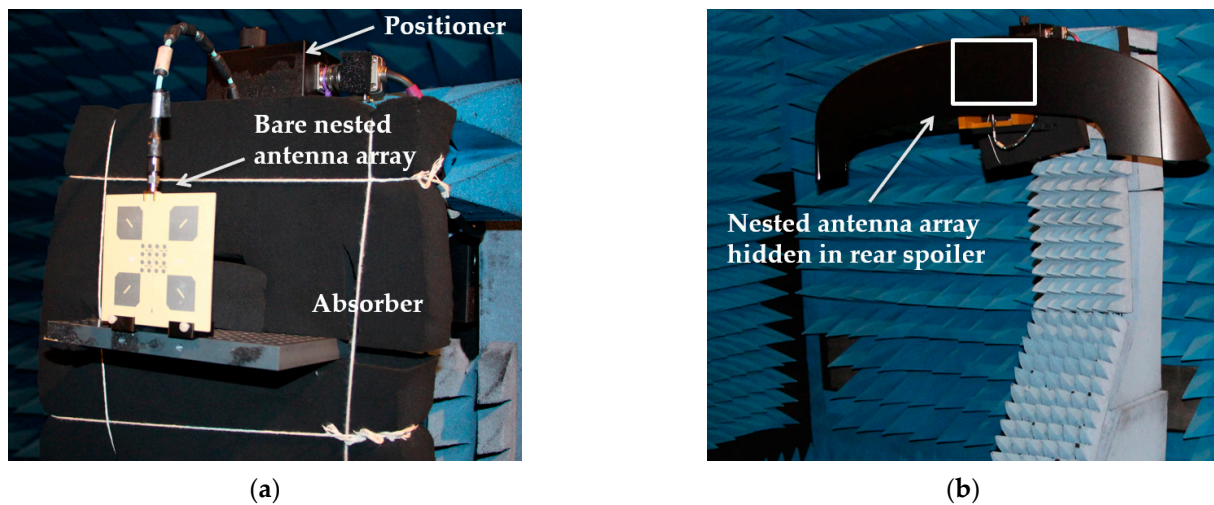 Positioner
Bare nested
antenna array
Absorber
(a)
Nested antenna array
hidden in rear spoiler
(b)